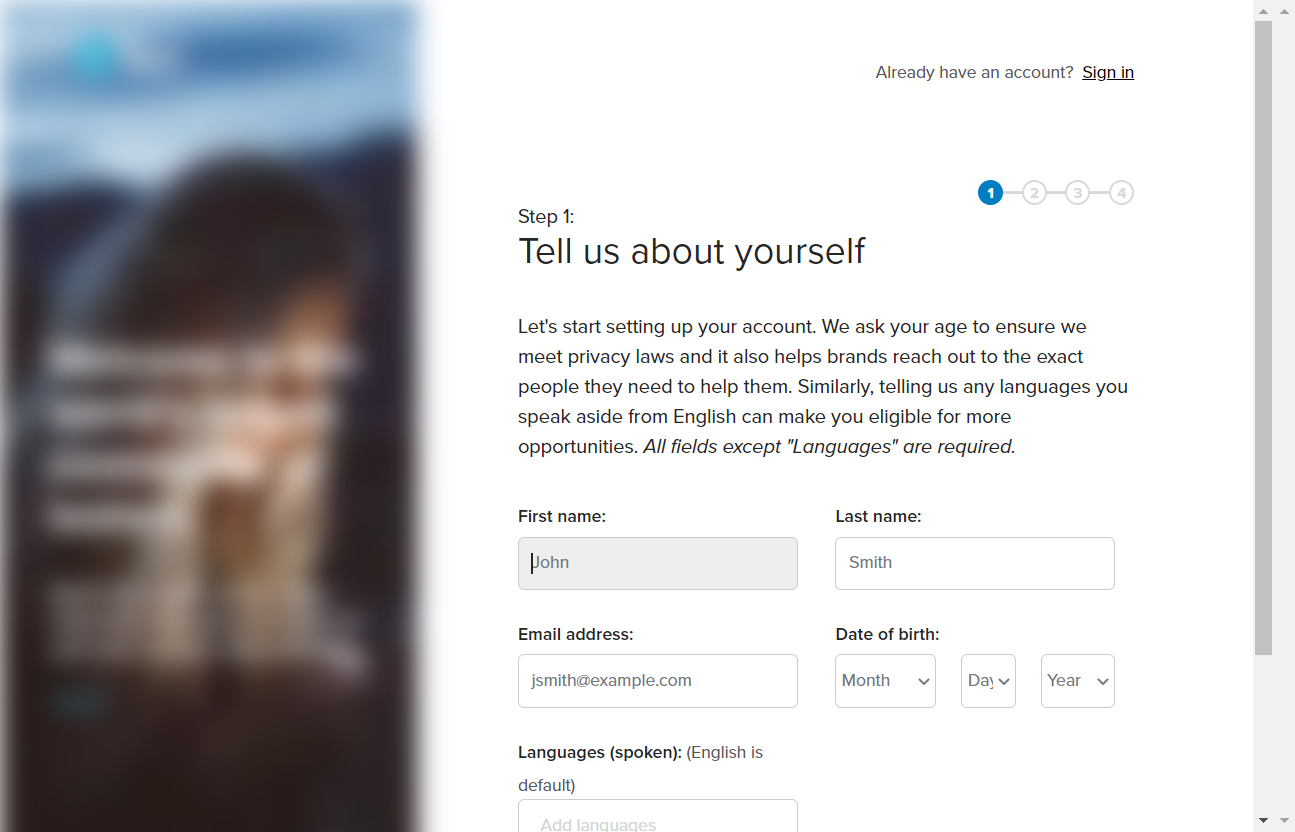 Already have an account? Sign in
1 2 3 4
Step 1:
Tell us about yourself
Let's start setting up your account. We ask your age to ensure we
meet privacy laws and it also helps brands reach out to the exact
people they need to help them. Similarly, telling us any languages you
speak aside from English can make you eligible for more
opportunities. All fields except "Languages" are required.
First name: Last name:
John Smith
Email address: Date of birth:
jsmith@example.com Month Day Year
Languages (spoken): (English is
default)
Add languages